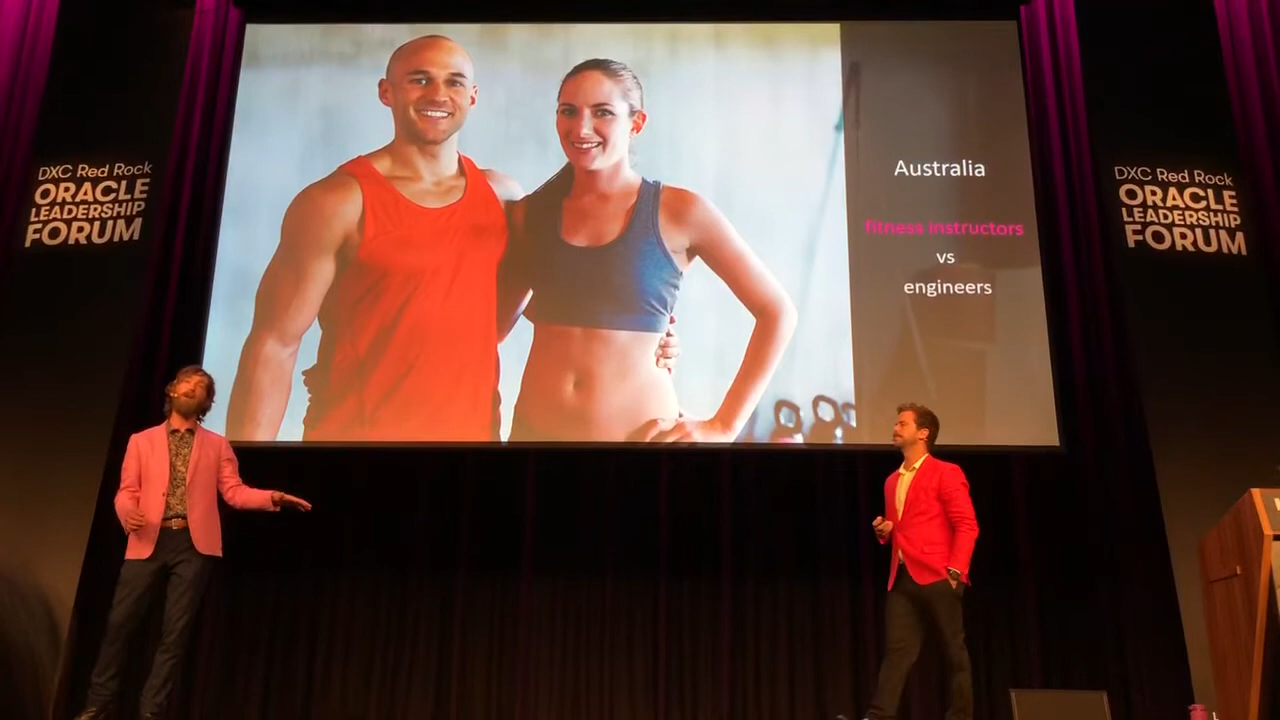 DXC Red Rock
ORACLE
LEADERSHIP
FORUM
Australia
fitness instructors
vs
engineers
DXC Red Rock
ORACLE
LEADERSHIP
FORUM